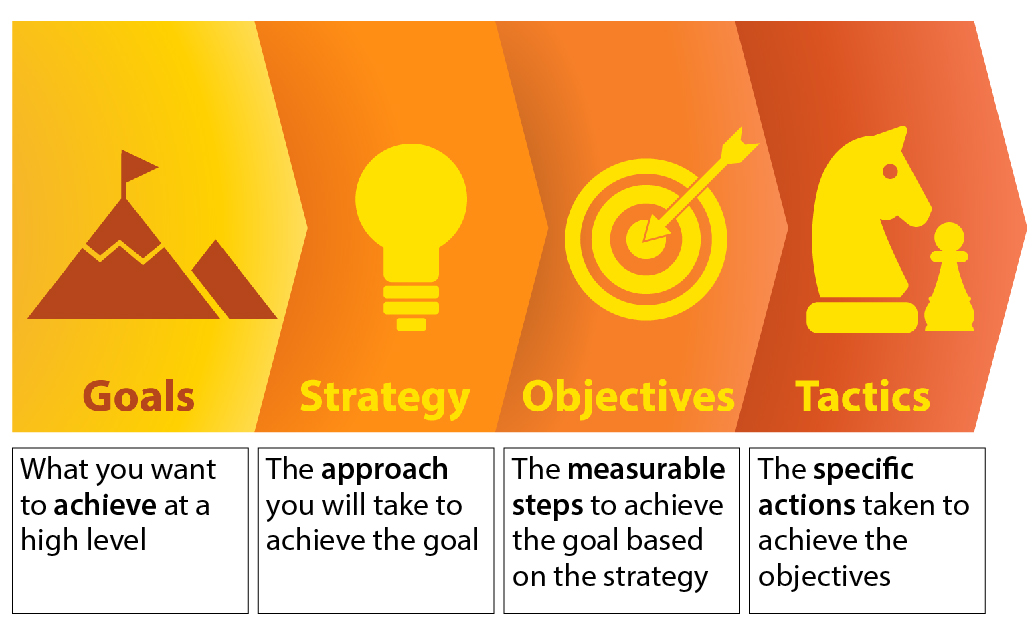 Goals
Strategy
Objectives
Tactics
What you want
to achieve at a
high level
The approach
you will take to
achieve the goal
The measurable
steps to achieve
the goal based
on the strategy
The specific
actions taken to
achieve the
objectives